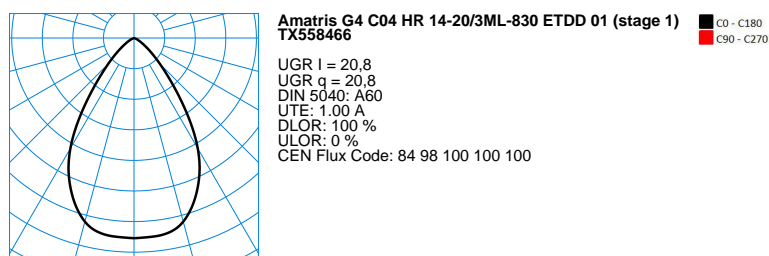 Amatris G4 C04 HR 14-20/3ML-830 ETDD 01 (stage 1)
TX558466
C0 - C180
C90 - C270
UGR l = 20,8
UGR q = 20,8
DIN 5040: A60
UTE: 1.00 A
DLOR: 100 %
ULOR: 0 %
CEN Flux Code: 84 98 100 100 100